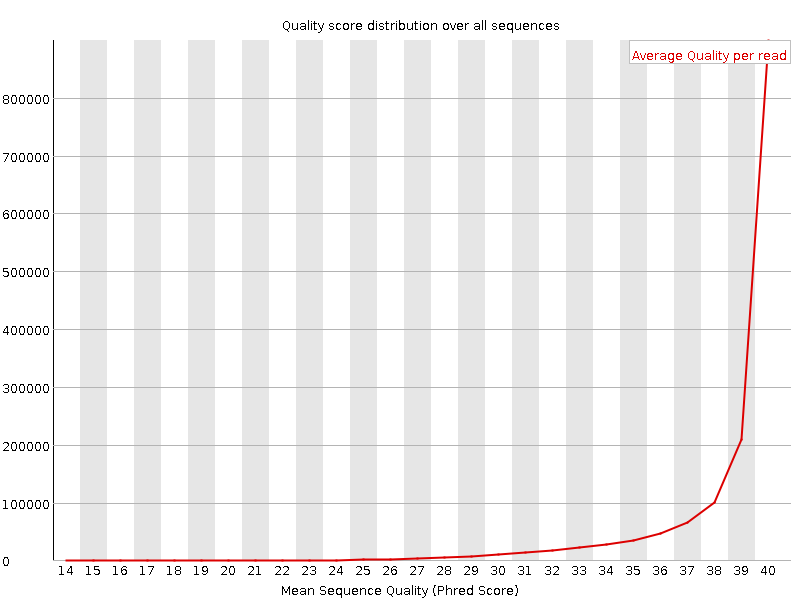 Quality score distribution over all sequences
Average Quality per read
800000
700000
600000
500000
400000
300000
200000
100000
0
14 15 16 17 18 19 20 21 22 23 24 25 26 27 28 29 30 31 32 33 34 35 36 37 38 39 40
Mean Sequence Quality (Phred Score)